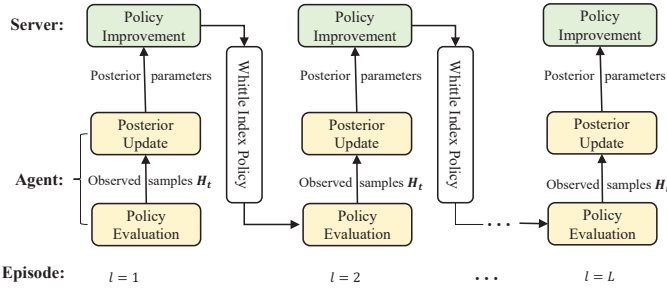 Server:
Policy
Improvement
Policy
Improvement
Policy
Improvement
Posterior parameters
Whittle Index Policy
Posterior parameters
Whittle Index Policy
Posterior parameters
Posterior
Update
Posterior
Update
Posterior
Update
Agent:
Observed samples H_t
Observed samples H_t
Observed samples H
Policy
Evaluation
Policy
Evaluation
...
Policy
Evaluation
Episode:
l = 1
l = 2
...
l = L